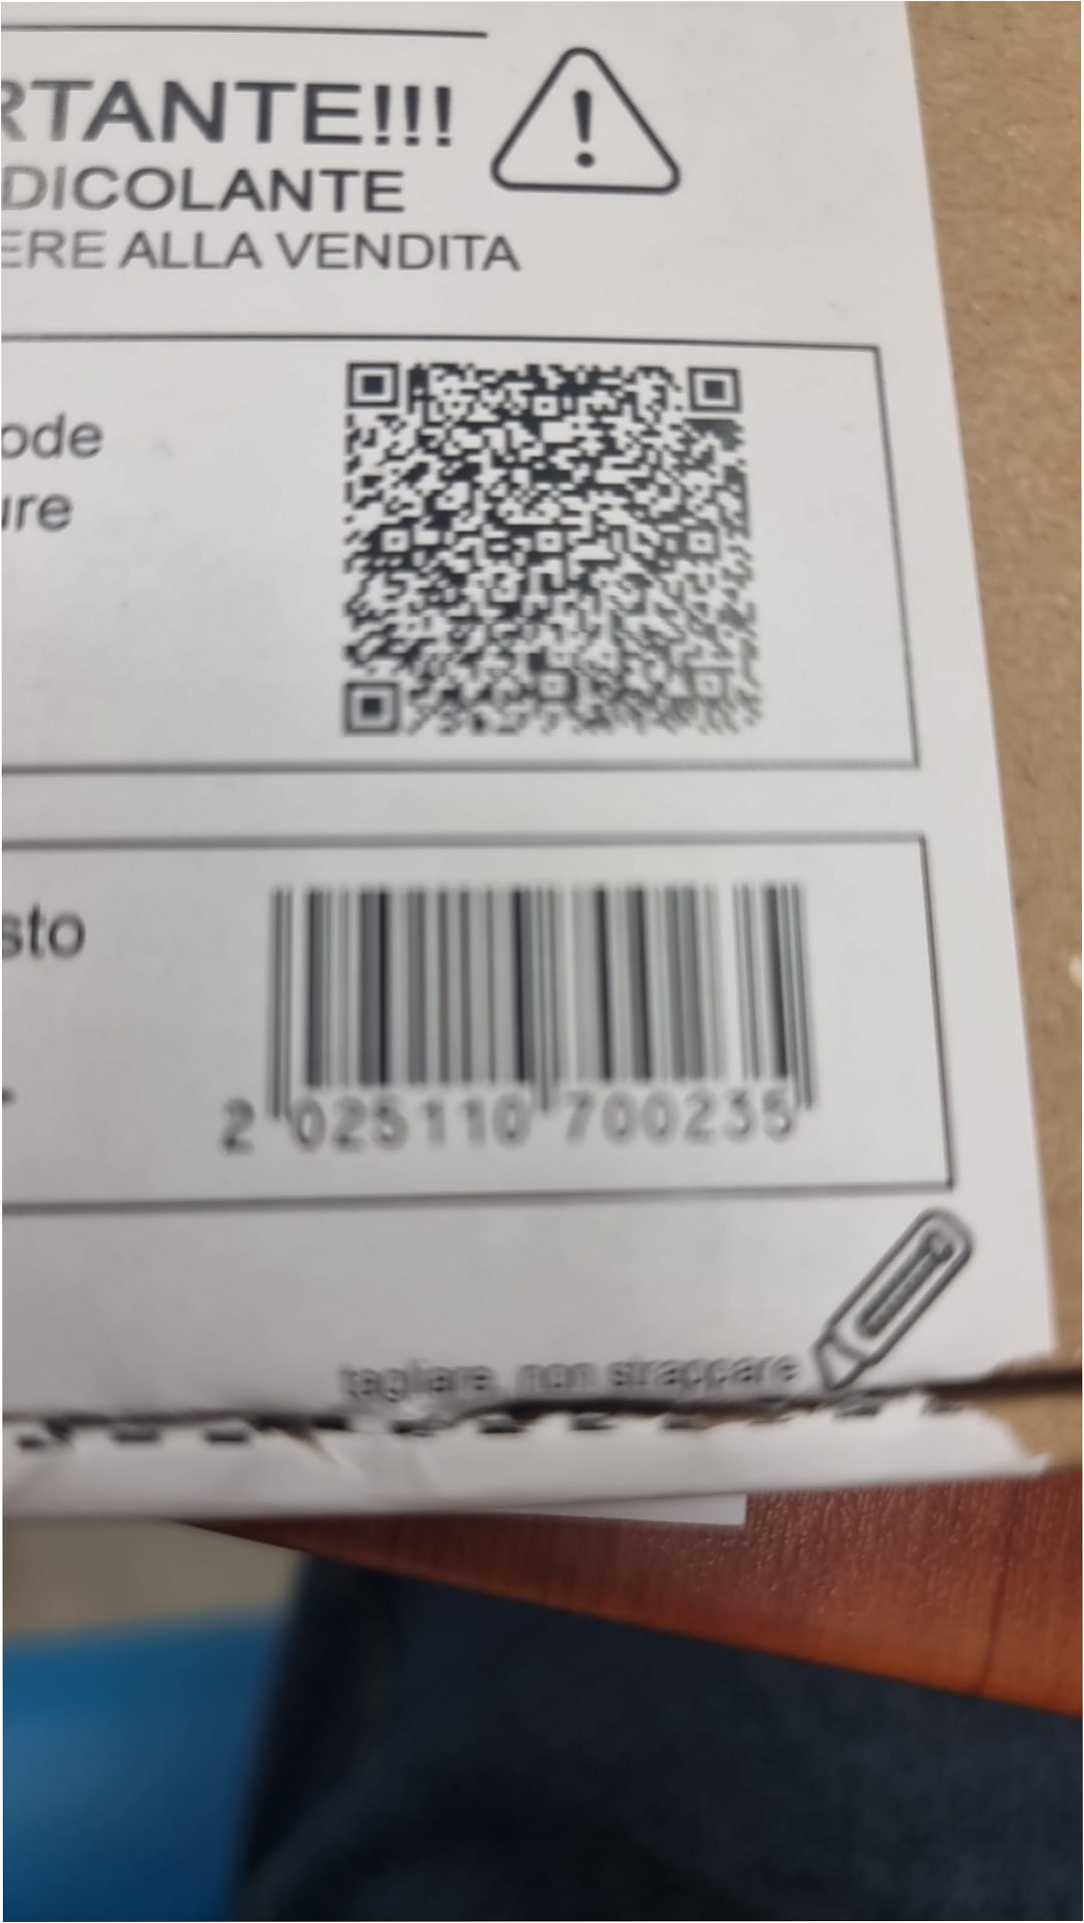 RTANTE!!!
DICOLANTE
ERE ALLA VENDITA
ode
ure
sto
2 025110 700235
tagliare, non strappare